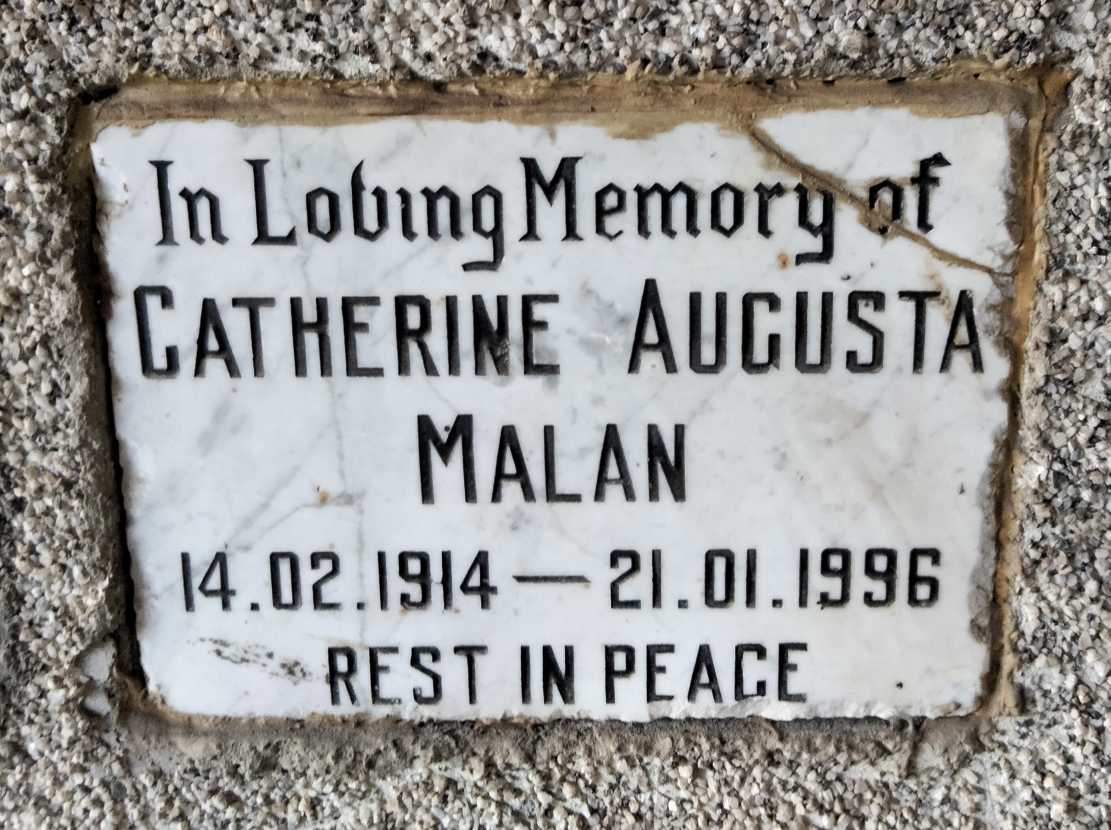 In Loving Memory of
CATHERINE AUGUSTA
MALAN
14.02.1914 — 21.01.1996
REST IN PEACE